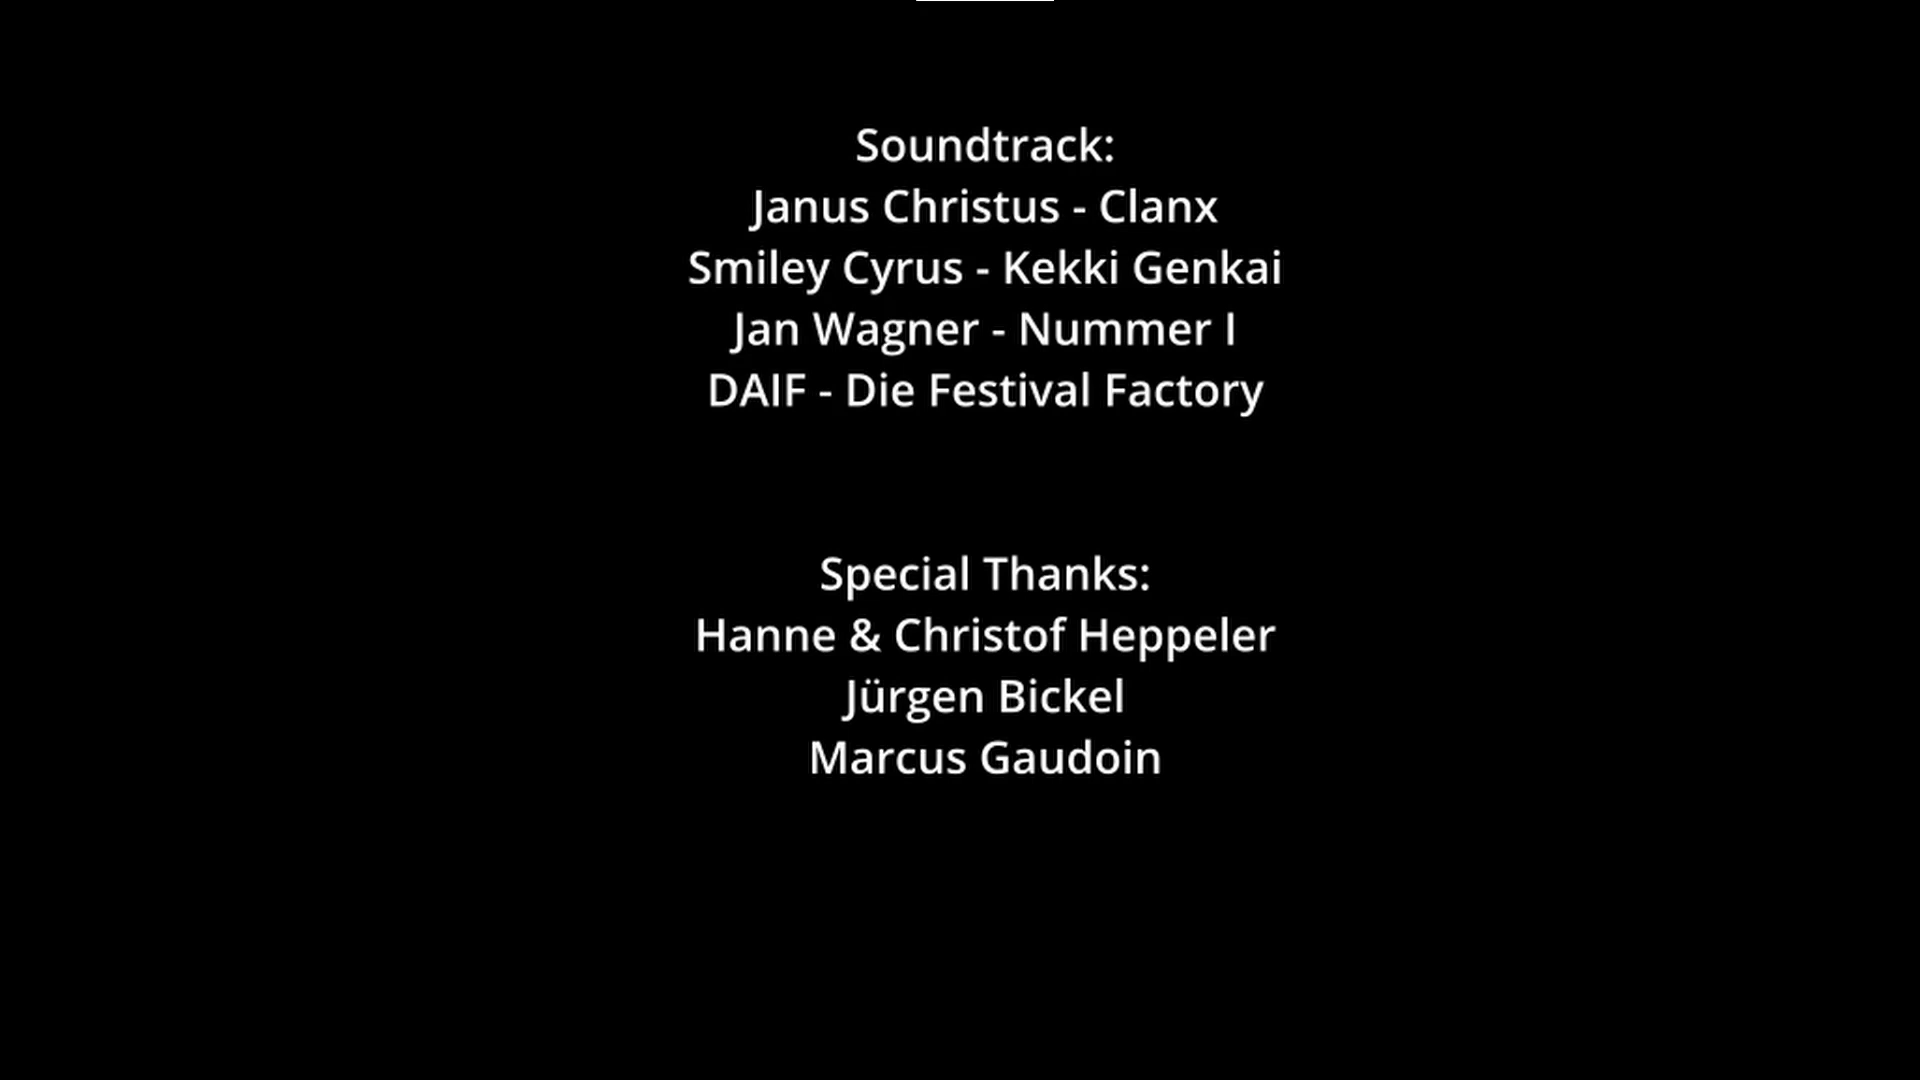 Soundtrack:
Janus Christus - Clanx
Smiley Cyrus - Kekki Genkai
Jan Wagner - Nummer I
DAIF - Die Festival Factory
Special Thanks:
Hanne & Christof Heppeler
Jürgen Bickel
Marcus Gaudoin